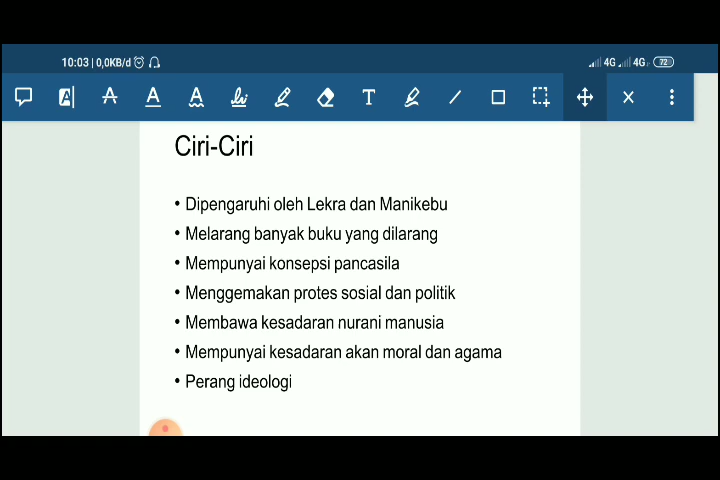 10:03 | 0,0KB/d 4G 4G 72
Ciri-Ciri
• Dipengaruhi oleh Lekra dan Manikebu
• Melarang banyak buku yang dilarang
• Mempunyai konsepsi pancasila
• Menggemakan protes sosial dan politik
• Membawa kesadaran nurani manusia
• Mempunyai kesadaran akan moral dan agama
• Perang ideologi